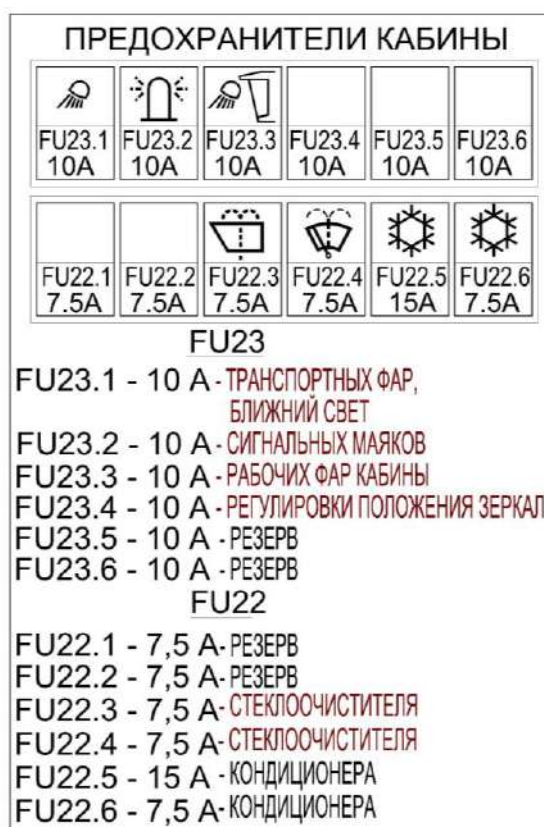 ПРЕДОХРАНИТЕЛИ КАБИНЫ
FU23.1 FU23.2 FU23.3 FU23.4 FU23.5 FU23.6
10A 10A 10A 10A 10A 10A
FU22.1 FU22.2 FU22.3 FU22.4 FU22.5 FU22.6
7.5A 7.5A 7.5A 7.5A 15A 7.5A
FU23
FU23.1 - 10 А - ТРАНСПОРТНЫХ ФАР,
БЛИЖНИЙ СВЕТ
FU23.2 - 10 А - СИГНАЛЬНЫХ МАЯКОВ
FU23.3 - 10 А - РАБОЧИХ ФАР КАБИНЫ
FU23.4 - 10 А - РЕГУЛИРОВКИ ПОЛОЖЕНИЯ ЗЕРКАЛ
FU23.5 - 10 А - РЕЗЕРВ
FU23.6 - 10 А - РЕЗЕРВ
FU22
FU22.1 - 7,5 А- РЕЗЕРВ
FU22.2 - 7,5 А- РЕЗЕРВ
FU22.3 - 7,5 А- СТЕКЛООЧИСТИТЕЛЯ
FU22.4 - 7,5 А- СТЕКЛООЧИСТИТЕЛЯ
FU22.5 - 15 А - КОНДИЦИОНЕРА
FU22.6 - 7,5 А- КОНДИЦИОНЕРА